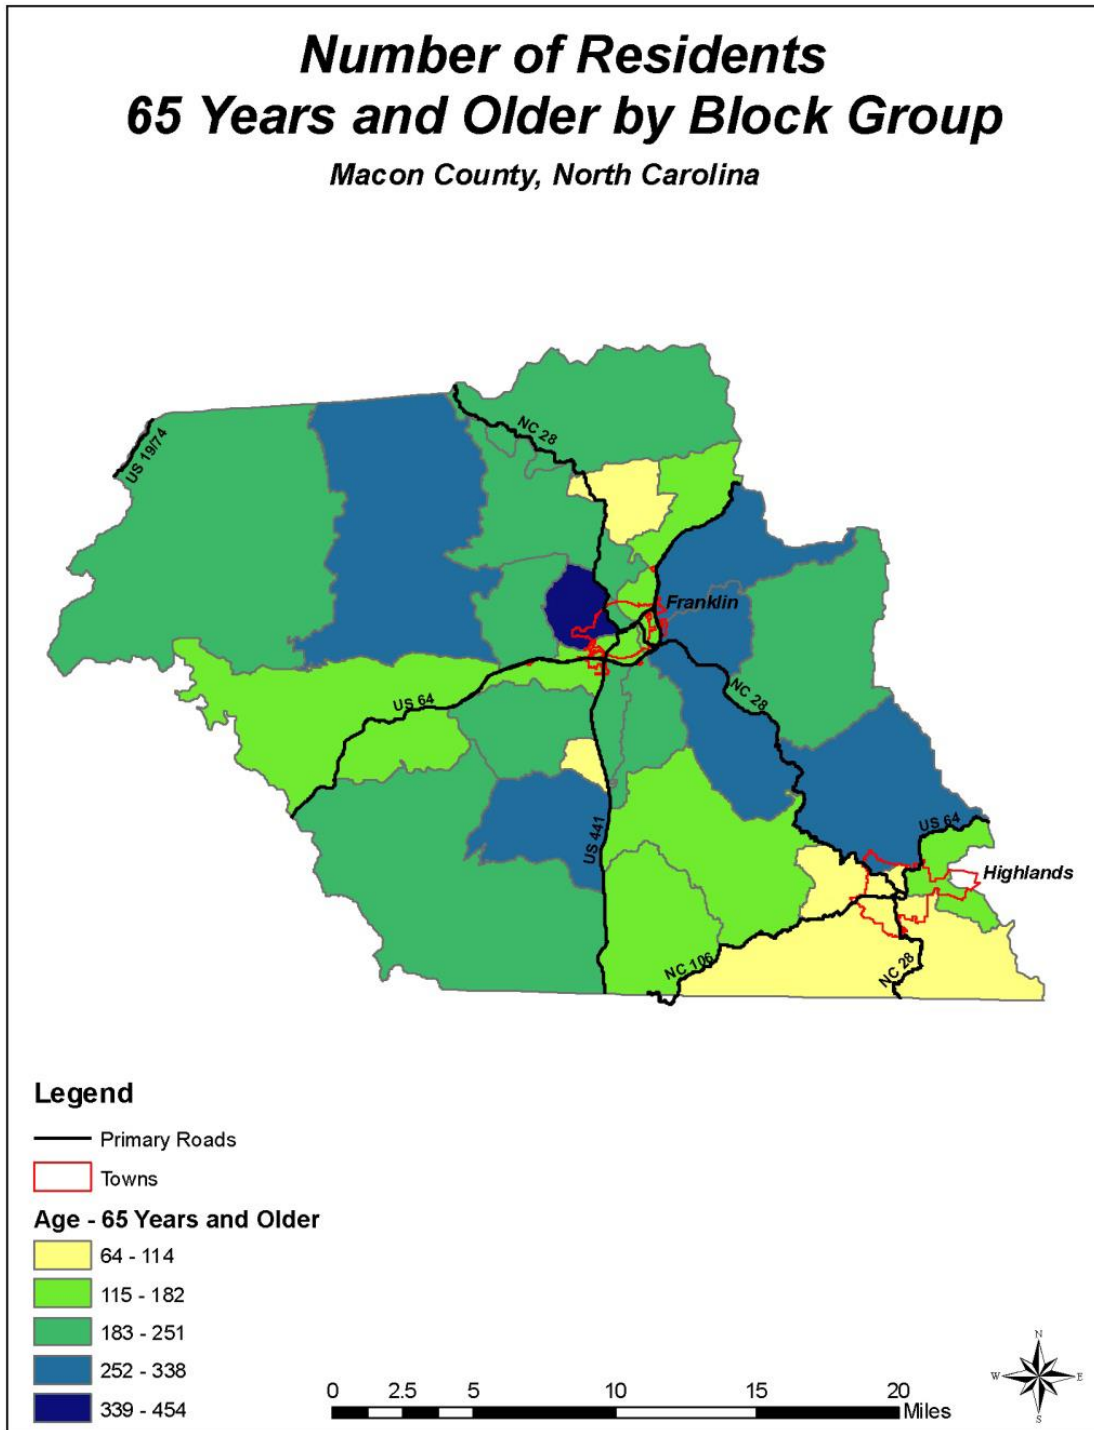 Number of Residents
65 Years and Older by Block Group
Macon County, North Carolina
NC 28
US 19/74
Franklin
NC 28
US 64
US 441
US 64
Highlands
NC 106
NC 28
Legend
Primary Roads
Towns
Age - 65 Years and Older
64 - 114
115 - 182
183 - 251
252 - 338
339 - 454
0 2.5 5 10 15 20
Miles
N
W E
S